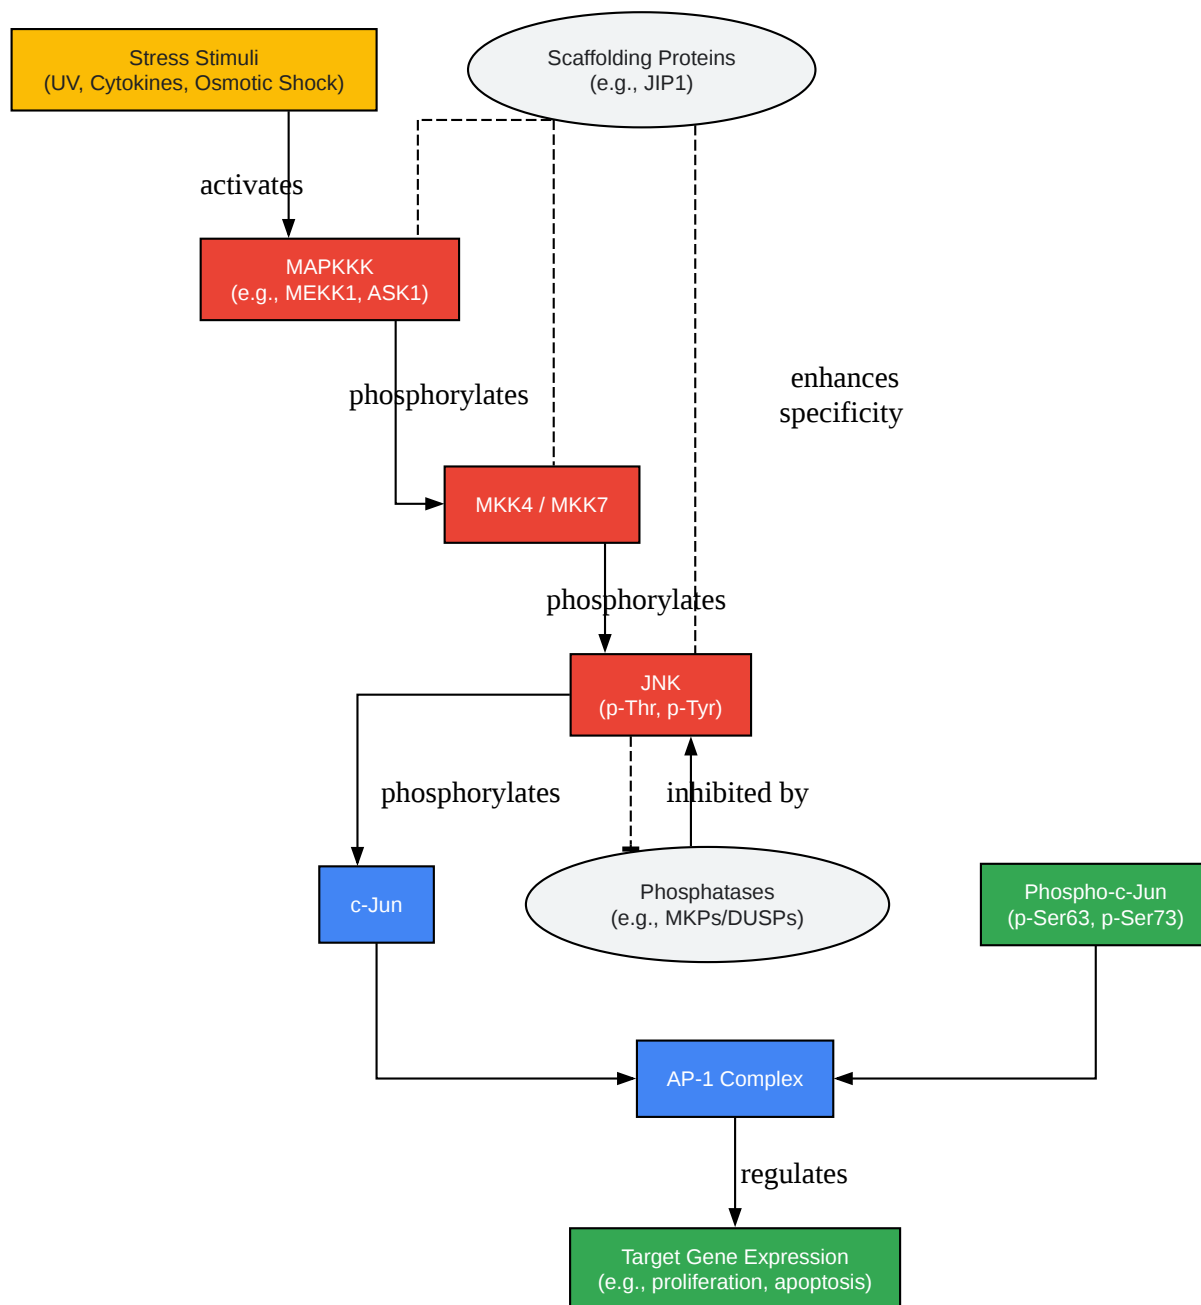 Stress Stimuli
(UV, Cytokines, Osmotic Shock)
Scaffolding Proteins
(e.g., JIP1)
activates
MAPKKK
(e.g., MEKK1, ASK1)
phosphorylates
enhances
specificity
MKK4 / MKK7
phosphorylates
JNK
(p-Thr, p-Tyr)
phosphorylates
inhibited by
c-Jun
Phosphatases
(e.g., MKPs/DUSPs)
Phospho-c-Jun
(p-Ser63, p-Ser73)
AP-1 Complex
regulates
Target Gene Expression
(e.g., proliferation, apoptosis)